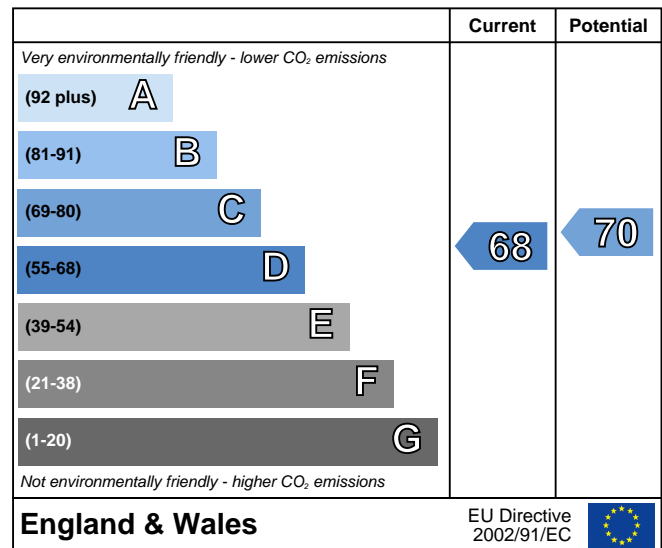 Current Potential
Very environmentally friendly - lower CO₂ emissions
(92 plus) A
(81-91) B
(69-80) C
(55-68) D
68
70
(39-54) E
(21-38) F
(1-20) G
Not environmentally friendly - higher CO₂ emissions
England & Wales
EU Directive
2002/91/EC